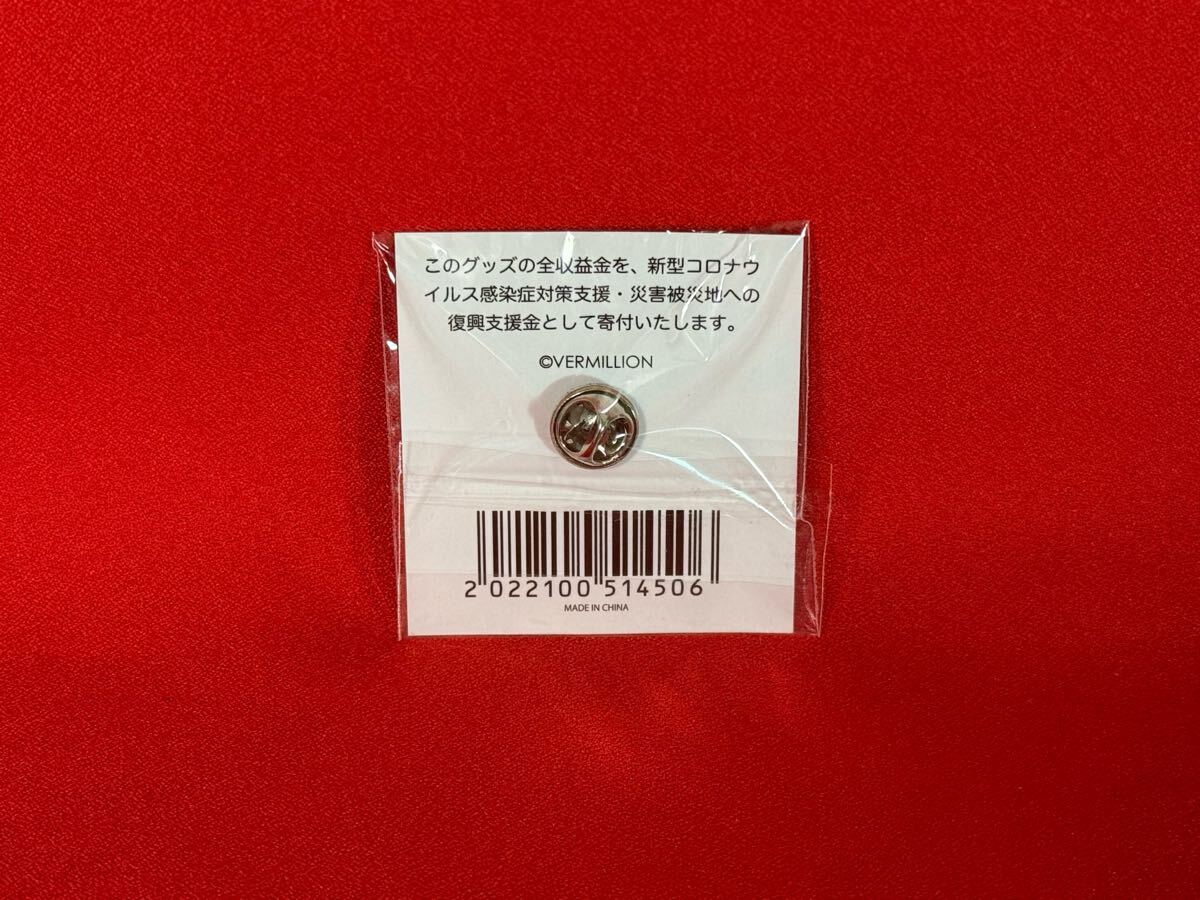 このグッズの全収益金を、新型コロナウ
イルス感染症対策支援・災害被災地への
復興支援金として寄付いたします。
©VERMILLION
2 022100 514506
MADE IN CHINA